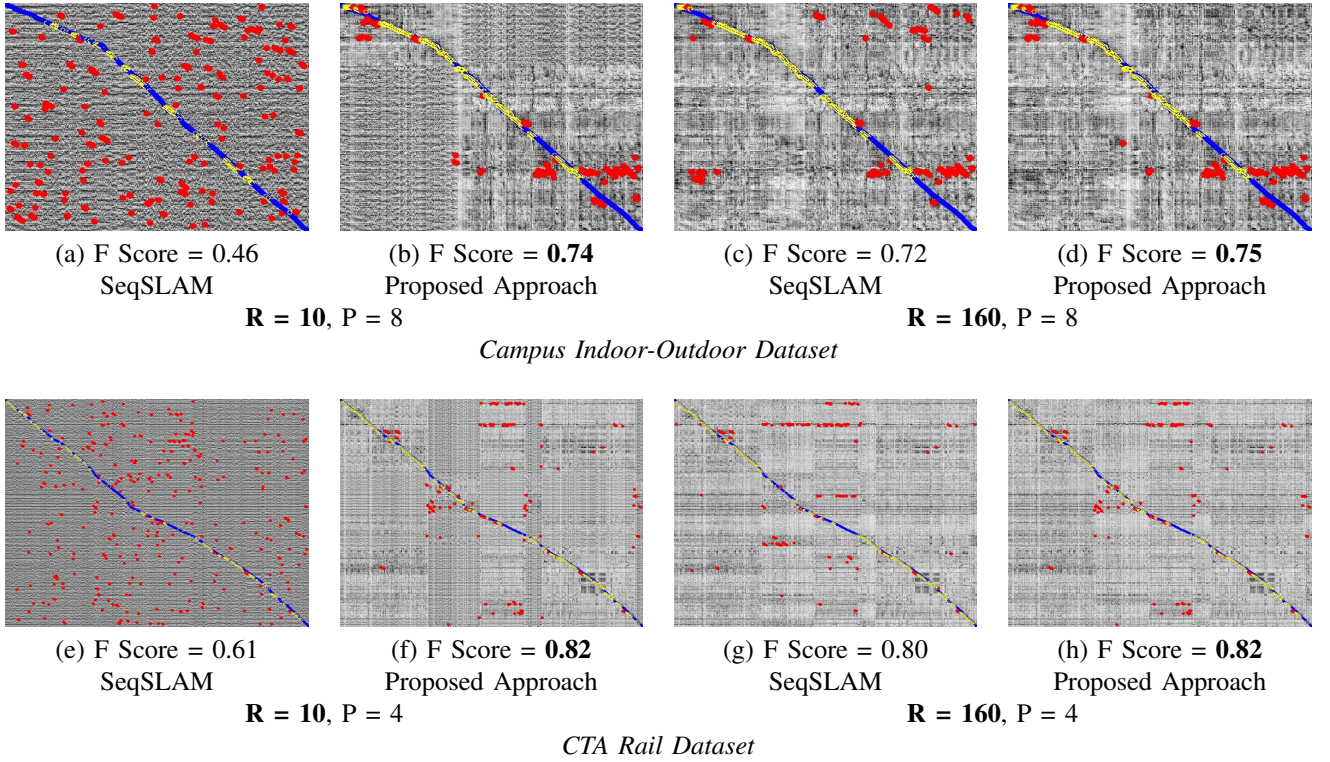 (a) F Score = 0.46 (b) F Score = 0.74 (c) F Score = 0.72 (d) F Score = 0.75
SeqSLAM Proposed Approach SeqSLAM Proposed Approach
R = 10, P = 8 R = 160, P = 8
Campus Indoor-Outdoor Dataset
(e) F Score = 0.61 (f) F Score = 0.82 (g) F Score = 0.80 (h) F Score = 0.82
SeqSLAM Proposed Approach SeqSLAM Proposed Approach
R = 10, P = 4 R = 160, P = 4
CTA Rail Dataset